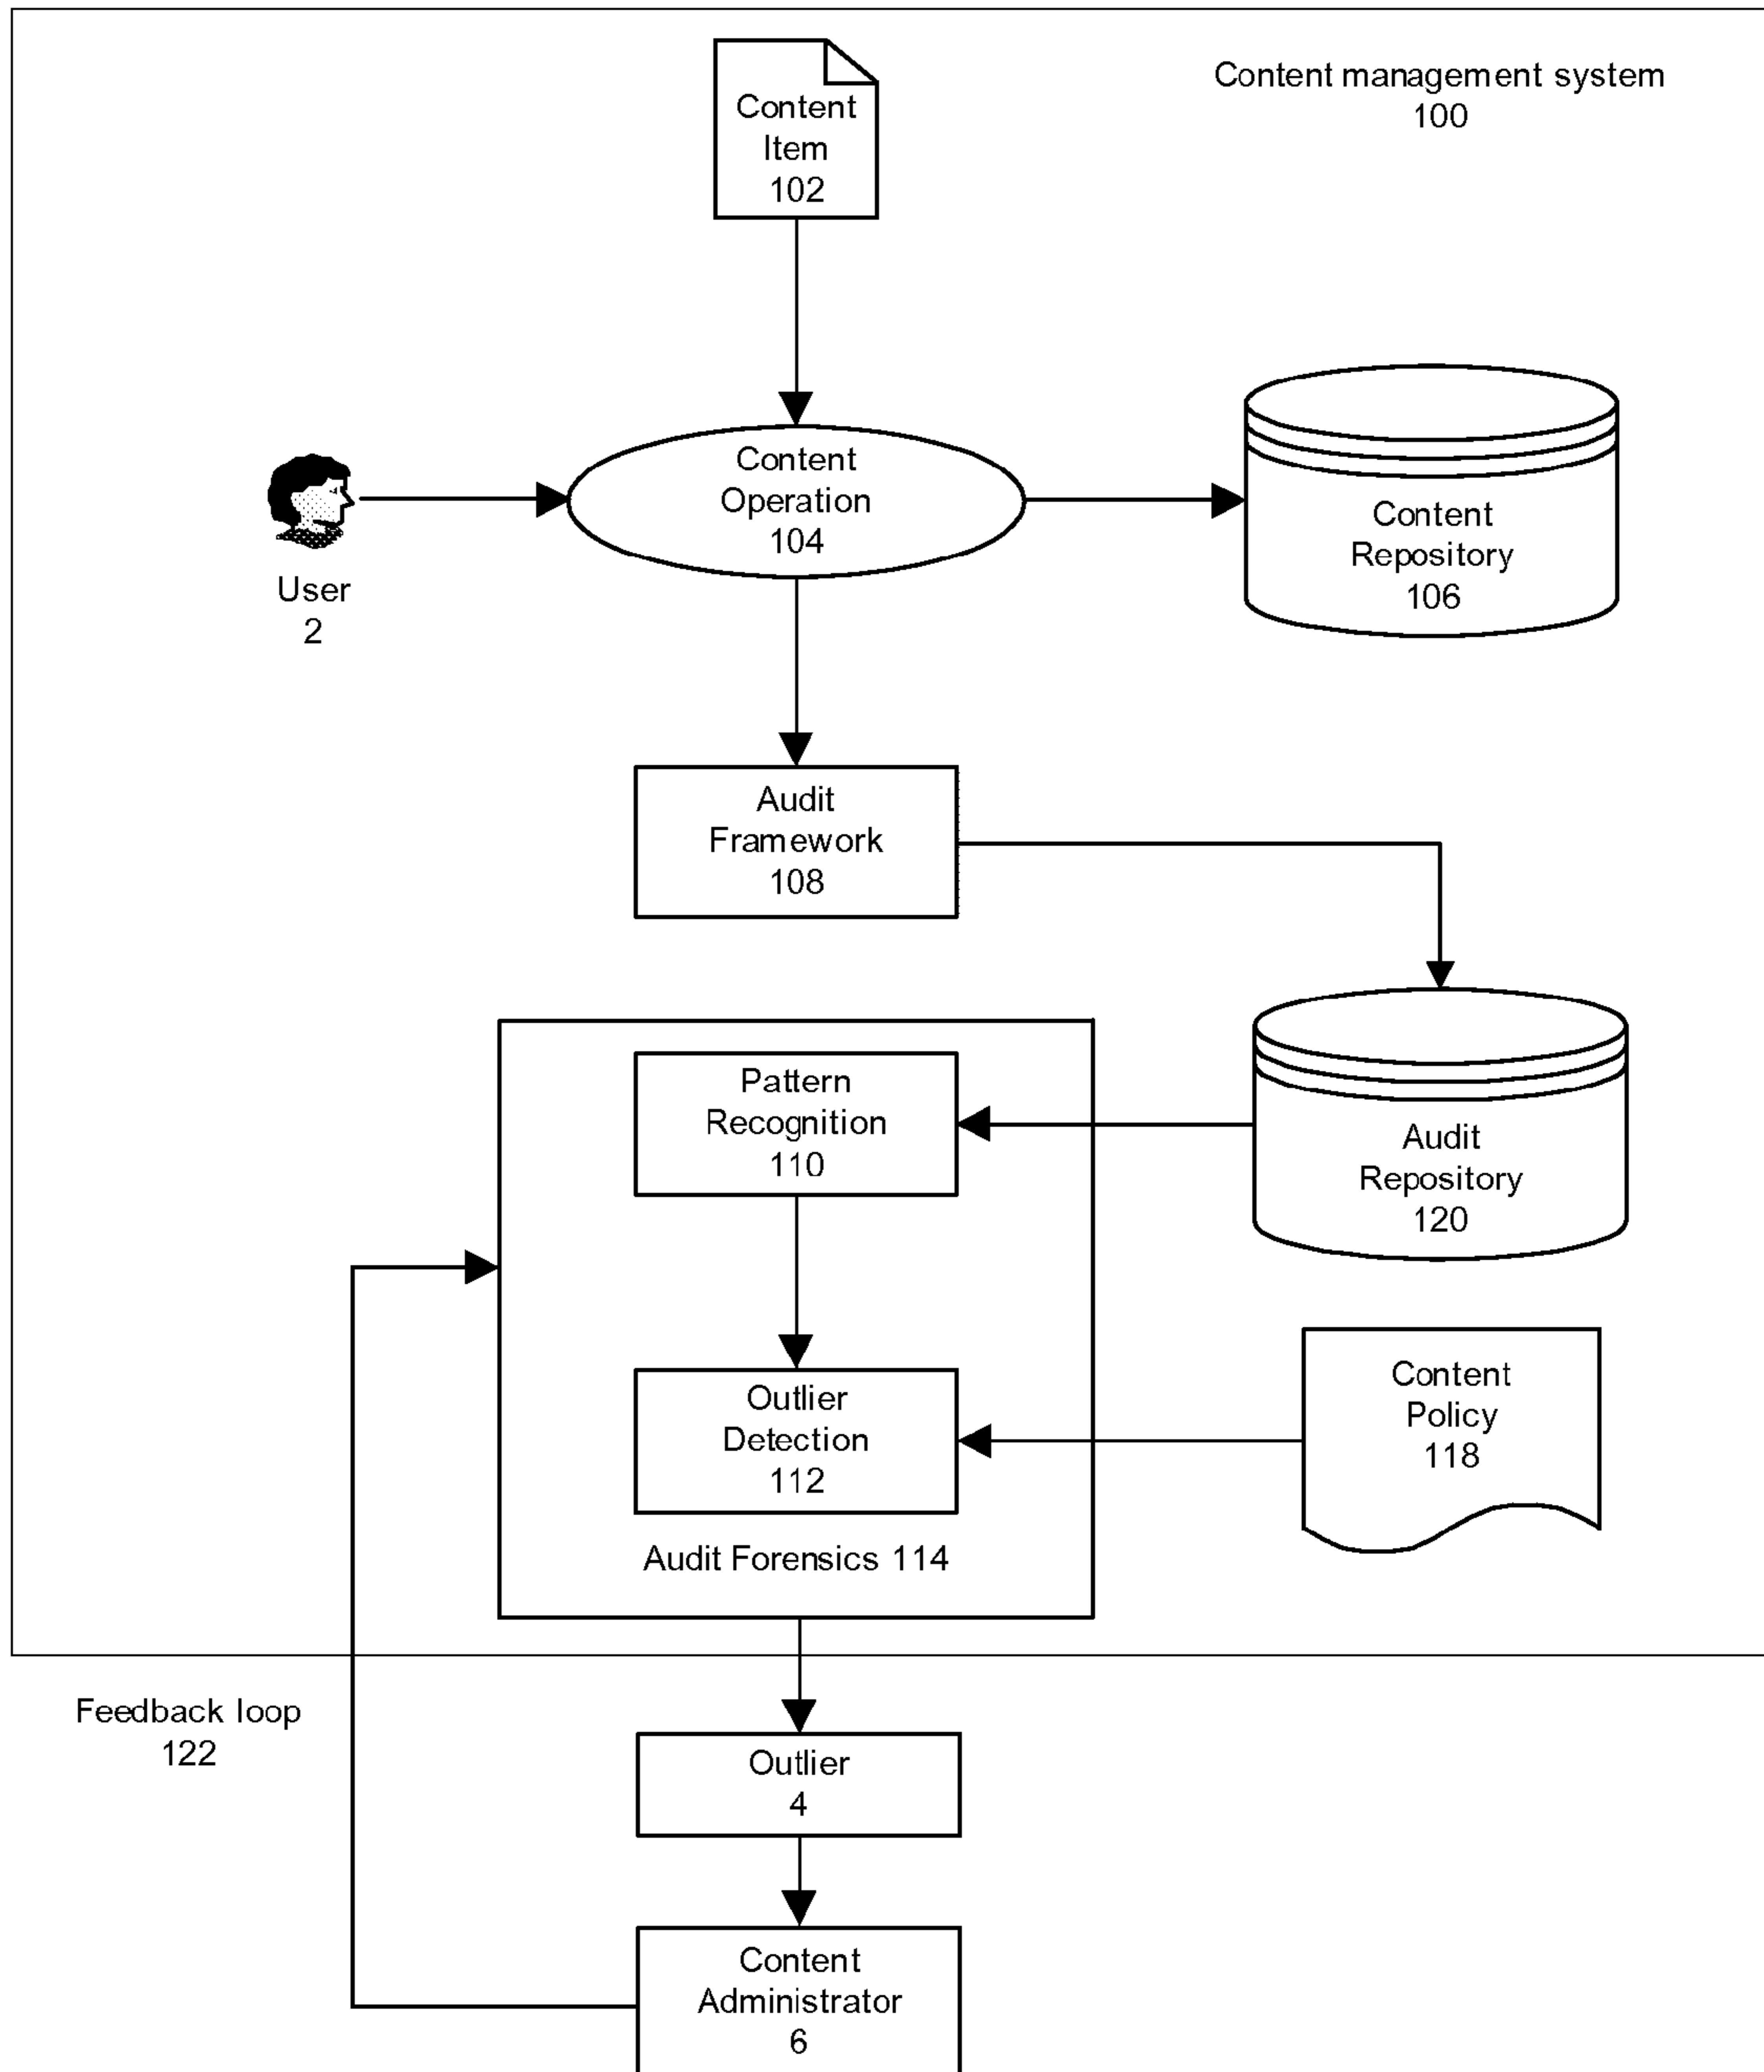 Content management system
100
Content
Item
102
Content
Operation
104
User
2
Content
Repository
106
Audit
Framework
108
Pattern
Recognition
110
Audit
Repository
120
Outlier
Detection
112
Content
Policy
118
Audit Forensics 114
Feedback loop
122
Outlier
4
Content
Administrator
6